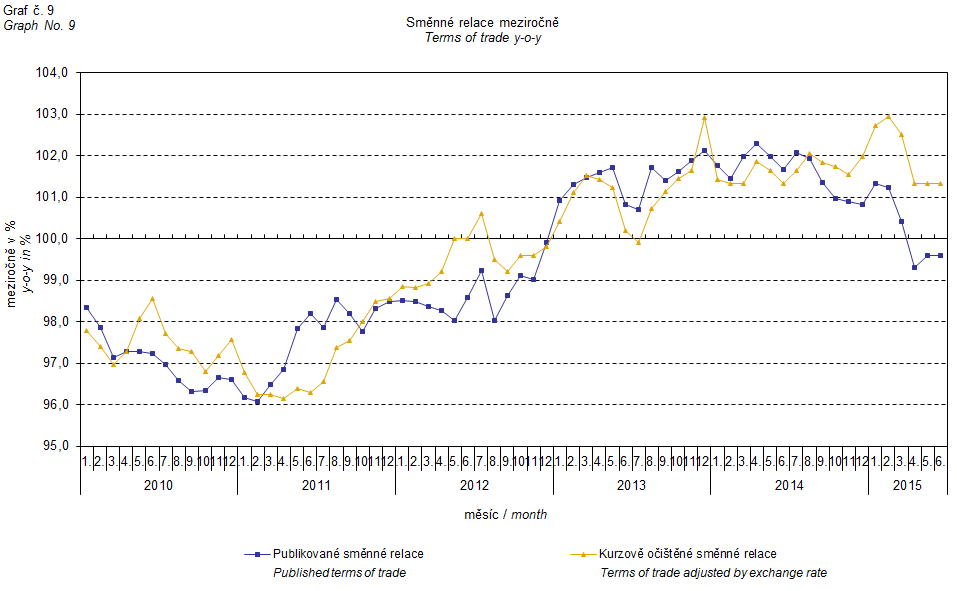 Graf č. 9
Graph No. 9
Směnné relace meziročně
Terms of trade y-o-y
104,0
103,0
102,0
101,0
100,0
99,0
98,0
97,0
96,0
95,0
meziročně v %
y-o-y in %
1. 2. 3. 4. 5. 6. 7. 8. 9. 10 11 12. 1. 2. 3. 4. 5. 6. 7. 8. 9. 10 11 12. 1. 2. 3. 4. 5. 6. 7. 8. 9. 10 11 12. 1. 2. 3. 4. 5. 6. 7. 8. 9. 10 11 12. 1. 2. 3. 4. 5. 6. 7. 8. 9. 10 11 12. 1. 2. 3. 4. 5. 6.
2010 2011 2012 2013 2014 2015
měsíc / month
Publikované směnné relace Kurzově očištěné směnné relace
Published terms of trade Terms of trade adjusted by exchange rate